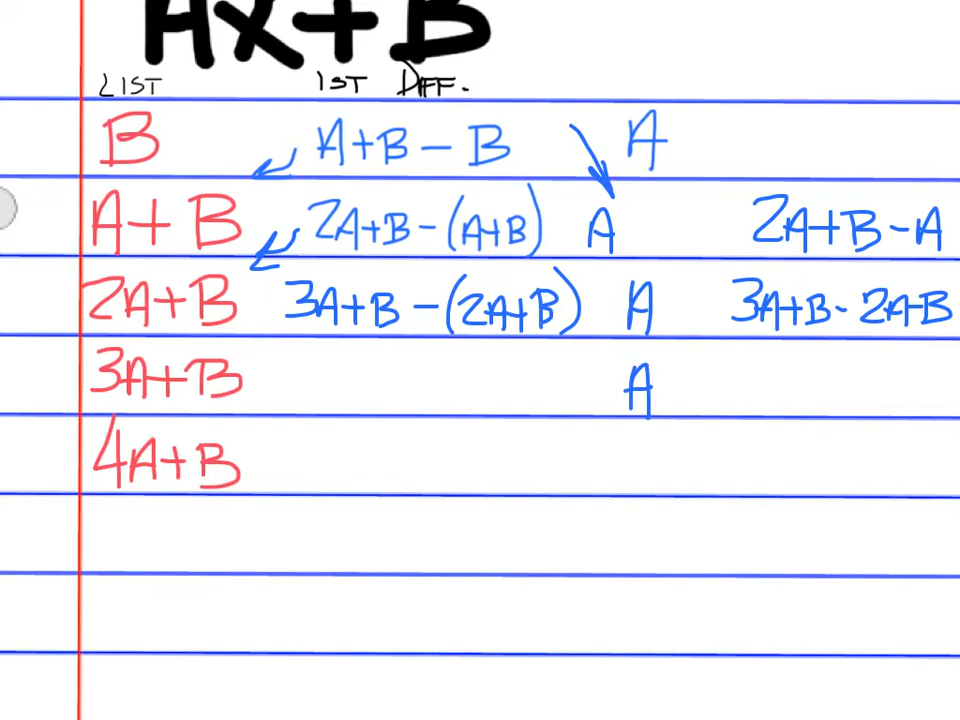 AX+B
LIST 1ST DIFF.
B A+B-B A
A+B 2A+B-(A+B) A 2A+B-A
2A+B 3A+B-(2A+B) A 3A+B-2A-B
3A+B A
4A+B